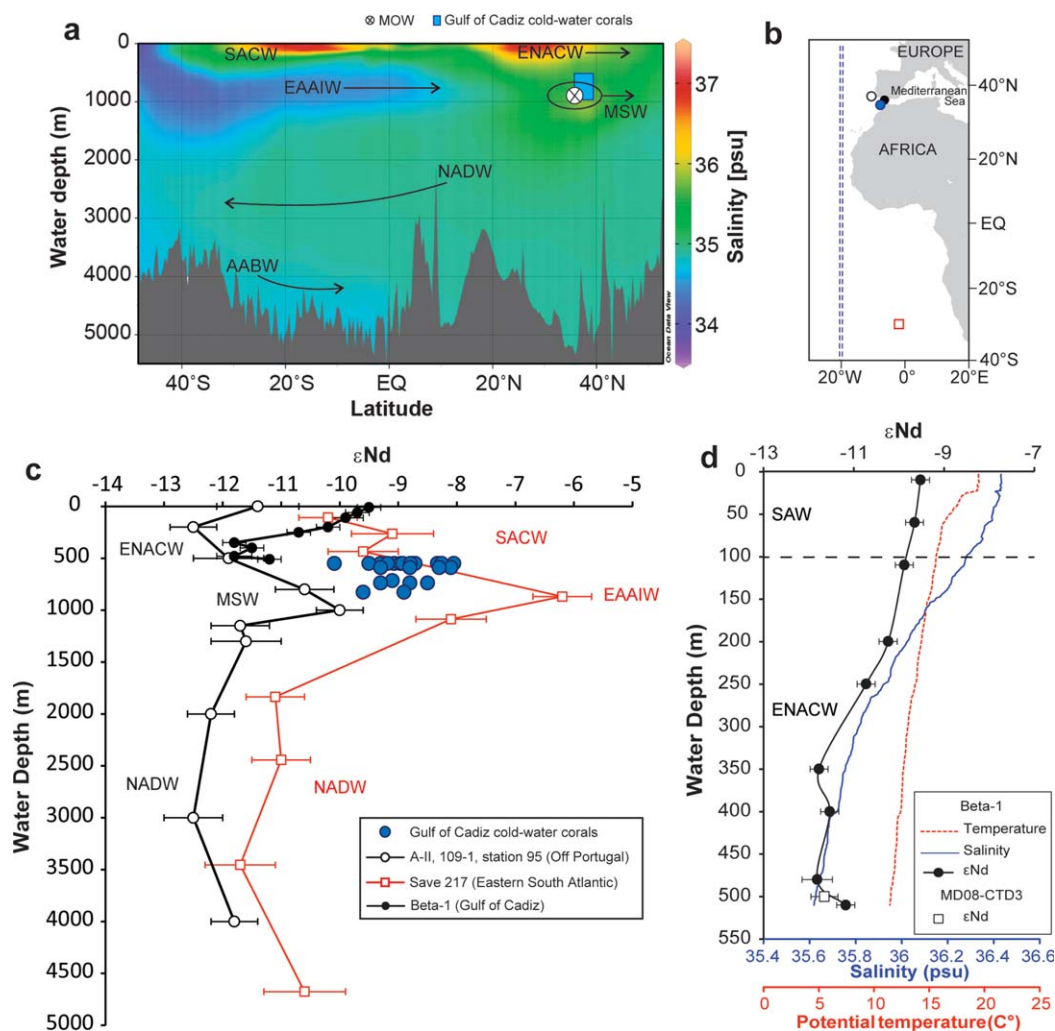 ⊗ MOW Gulf of Cadiz cold-water corals
a
0
1000
2000
3000
4000
5000
Water depth (m)
SACW
ENACW
EAAIW
MSW
NADW
AABW
40°S 20°S EQ 20°N 40°N
Latitude
Ocean Data View
37
36
35
34
Salinity [psu]
b
EUROPE
Mediterranean
Sea
AFRICA
40°N
20°N
EQ
20°S
40°S
20°W 0° 20°E
c
εNd
-14 -13 -12 -11 -10 -9 -8 -7 -6 -5
0
500
1000
1500
2000
2500
3000
3500
4000
4500
5000
Water Depth (m)
ENACW
SACW
MSW
EAAIW
NADW
NADW
Gulf of Cadiz cold-water corals
A-II, 109-1, station 95 (Off Portugal)
Save 217 (Eastern South Atlantic)
Beta-1 (Gulf of Cadiz)
d
εNd
-13 -11 -9 -7
0
50
100
150
200
250
300
350
400
450
500
550
Water Depth (m)
SAW
ENACW
Beta-1
Temperature
Salinity
εNd
MD08-CTD3
εNd
35.4 35.6 35.8 36 36.2 36.4 36.6
Salinity (psu)
0 5 10 15 20 25
Potential temperature(C°)